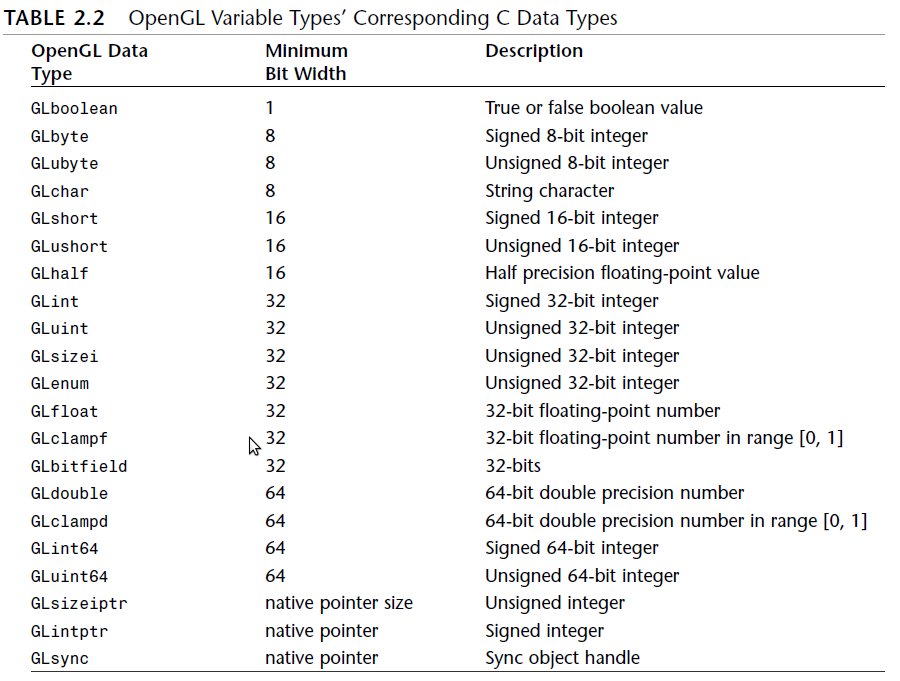 TABLE 2.2 OpenGL Variable Types’ Corresponding C Data Types
OpenGL Data Type Minimum Bit Width Description
GLboolean 1 True or false boolean value
GLbyte 8 Signed 8-bit integer
GLubyte 8 Unsigned 8-bit integer
GLchar 8 String character
GLshort 16 Signed 16-bit integer
GLushort 16 Unsigned 16-bit integer
GLhalf 16 Half precision floating-point value
GLint 32 Signed 32-bit integer
GLuint 32 Unsigned 32-bit integer
GLsizei 32 Unsigned 32-bit integer
GLenum 32 Unsigned 32-bit integer
GLfloat 32 32-bit floating-point number
GLclampf 32 32-bit floating-point number in range [0, 1]
GLbitfield 32 32-bits
GLdouble 64 64-bit double precision number
GLclampd 64 64-bit double precision number in range [0, 1]
GLint64 64 Signed 64-bit integer
GLuint64 64 Unsigned 64-bit integer
GLsizeiptr native pointer size Unsigned integer
GLintptr native pointer Signed integer
GLsync native pointer Sync object handle